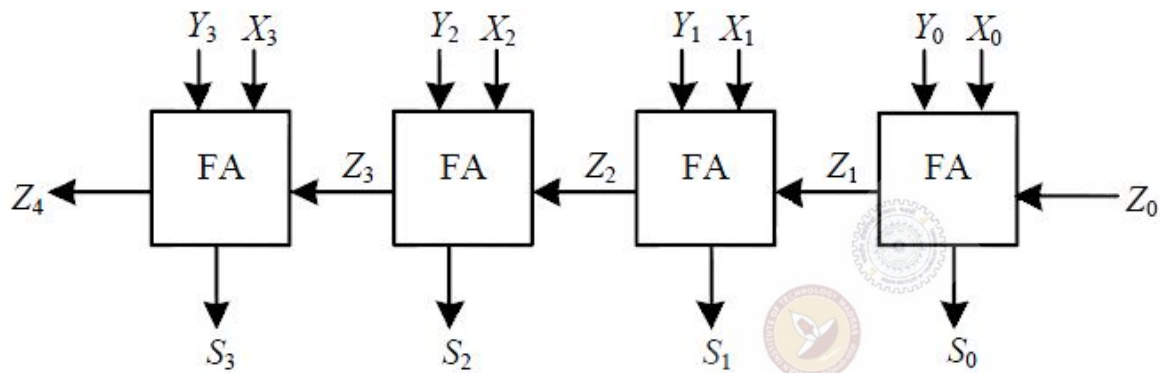 Y₃ X₃ Y₂ X₂ Y₁ X₁ Y₀ X₀
FA FA FA FA
Z₄ Z₃ Z₂ Z₁ Z₀
S₃ S₂ S₁ S₀